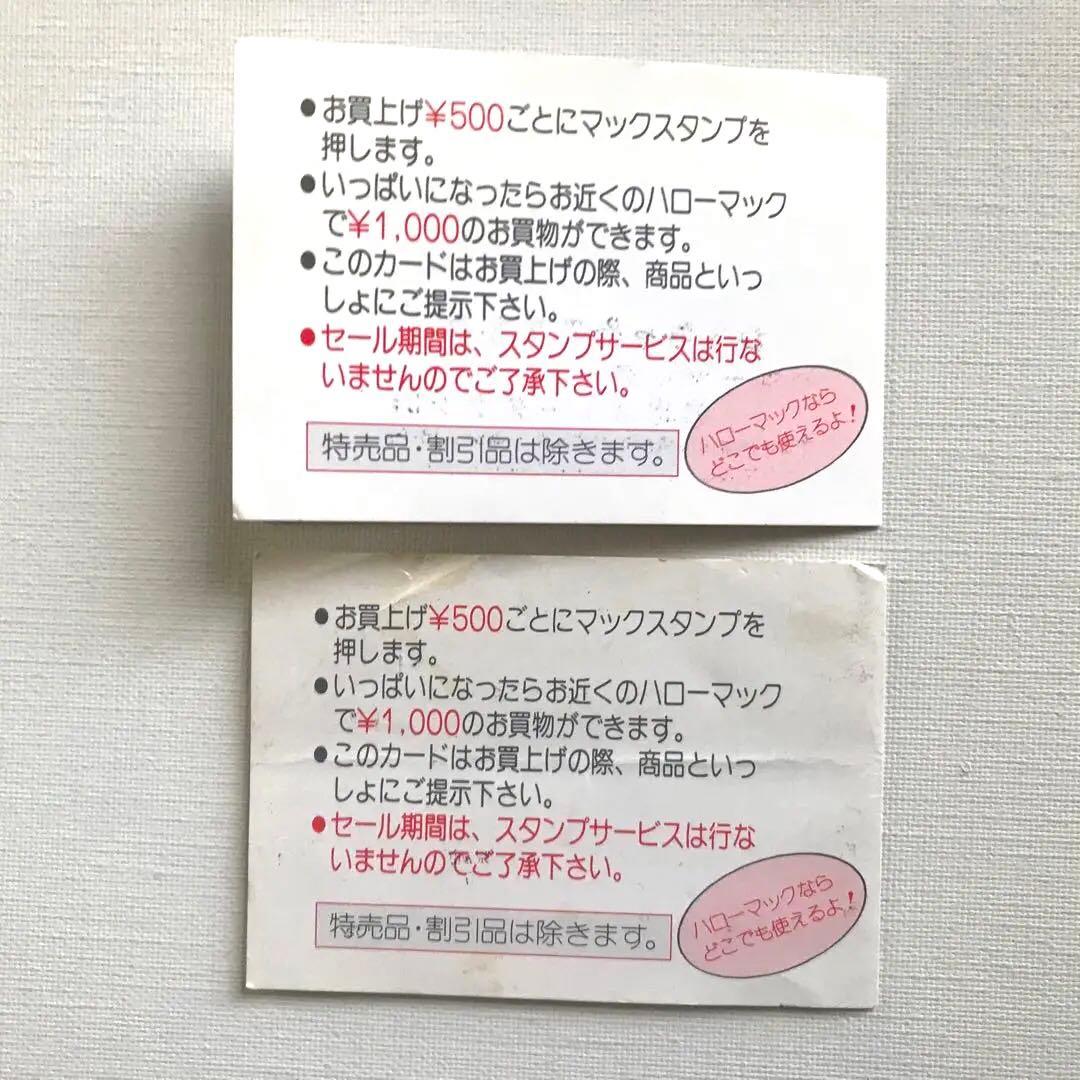 ●お買上げ¥500ごとにマックスタンプを
押します。
●いっぱいになったらお近くのハローマック
で¥1,000のお買物ができます。
●このカードはお買上げの際、商品といっ
しょにご提示下さい。
●セール期間は、スタンプサービスは行な
いませんのでご了承下さい。
特売品・割引品は除きます。
ハローマックなら
どこでも使えるよ!
●お買上げ¥500ごとにマックスタンプを
押します。
●いっぱいになったらお近くのハローマック
で¥1,000のお買物ができます。
●このカードはお買上げの際、商品といっ
しょにご提示下さい。
●セール期間は、スタンプサービスは行な
いませんのでご了承下さい。
特売品・割引品は除きます。
ハローマックなら
どこでも使えるよ!